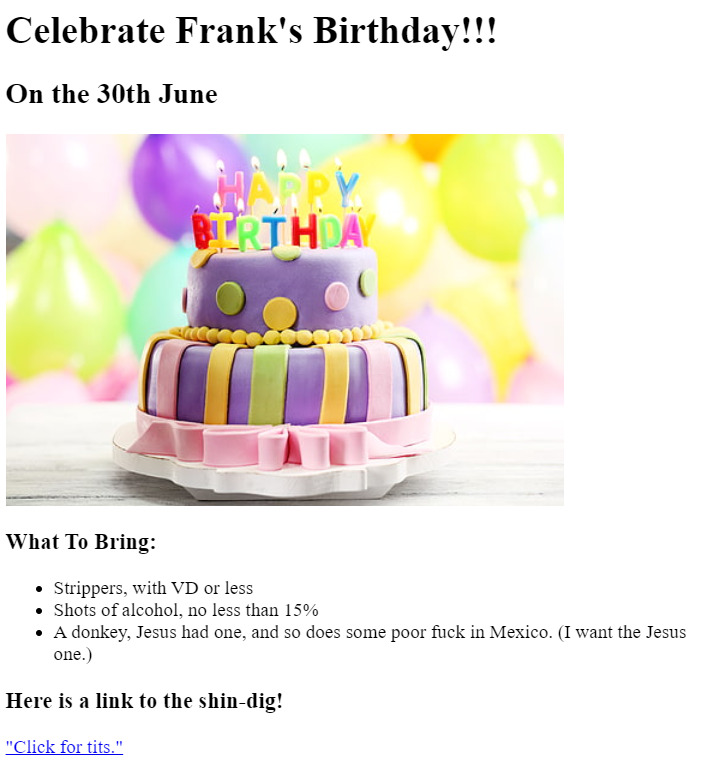 Celebrate Frank's Birthday!!!
On the 30th June
HAPPY
BIRTHDAY
What To Bring:
Strippers, with VD or less
Shots of alcohol, no less than 15%
A donkey, Jesus had one, and so does some poor fuck in Mexico. (I want the Jesus
one.)
Here is a link to the shin-dig!
"Click for tits."